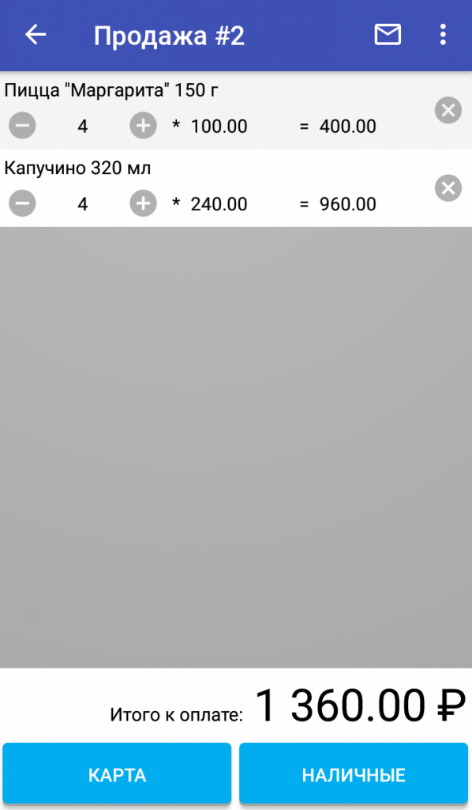 Продажа #2
Пицца "Маргарита" 150 г
4 * 100.00 = 400.00
Капучино 320 мл
4 * 240.00 = 960.00
Итого к оплате: 1 360.00 ₽
КАРТА НАЛИЧНЫЕ